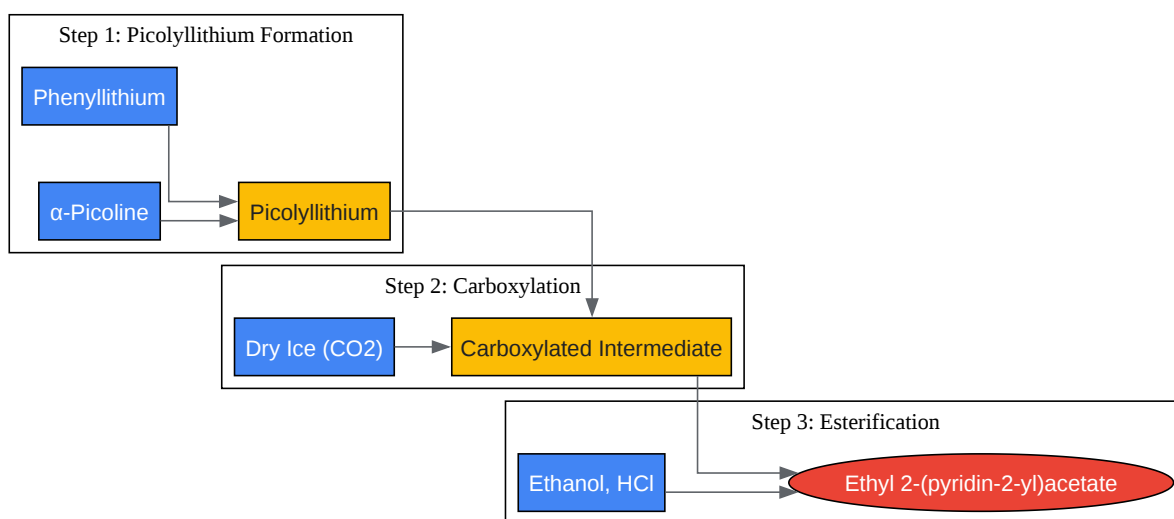 Step 1: Picolyllithium Formation
Phenyllithium
α-Picoline
Picolyllithium
Step 2: Carboxylation
Dry Ice (CO2)
Carboxylated Intermediate
Step 3: Esterification
Ethanol, HCl
Ethyl 2-(pyridin-2-yl)acetate